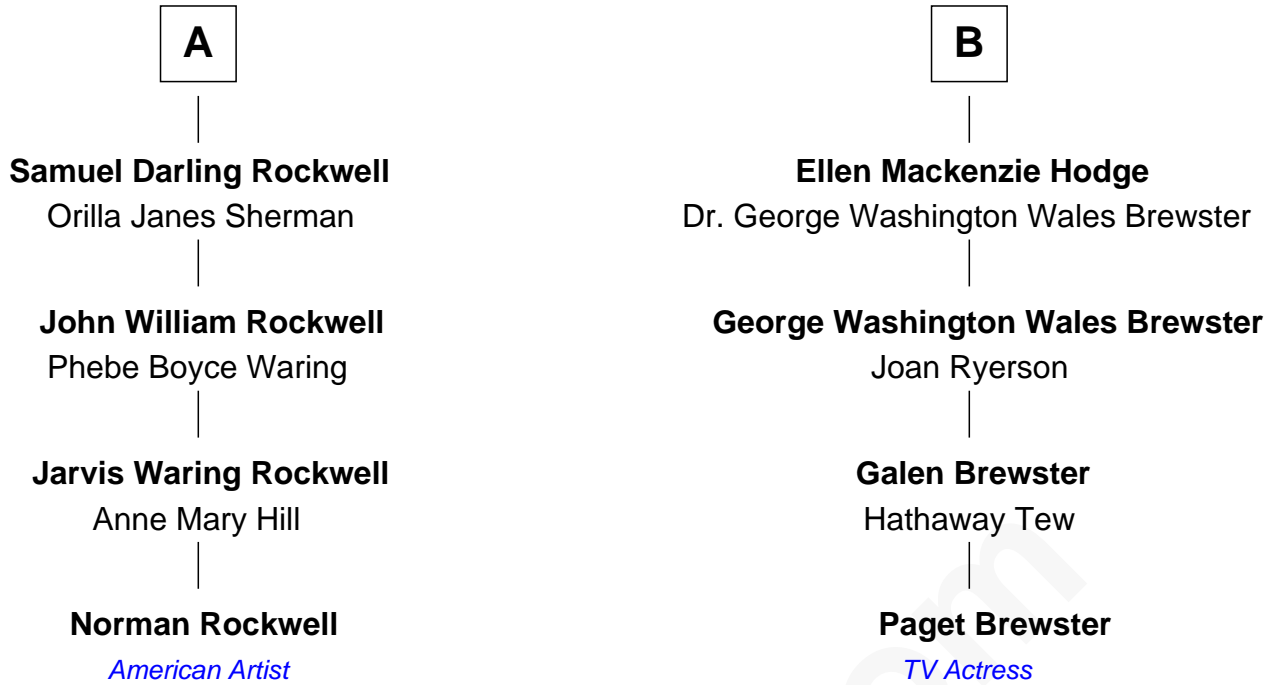 A
Samuel Darling Rockwell
Orilla Janes Sherman
John William Rockwell
Phebe Boyce Waring
Jarvis Waring Rockwell
Anne Mary Hill
Norman Rockwell
American Artist
B
Ellen Mackenzie Hodge
Dr. George Washington Wales Brewster
George Washington Wales Brewster
Joan Ryerson
Galen Brewster
Hathaway Tew
Paget Brewster
TV Actress